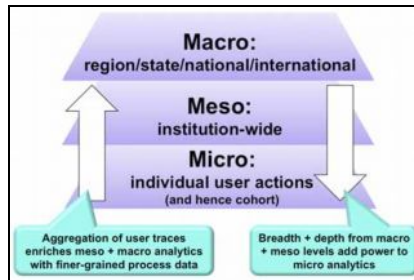 Macro:
region/state/national/international
Meso:
institution-wide
Micro:
individual user actions
(and hence cohort)
Aggregation of user traces
enriches meso + macro analytics
with finer-grained process data
Breadth + depth from macro
+ meso levels add power to
micro analytics